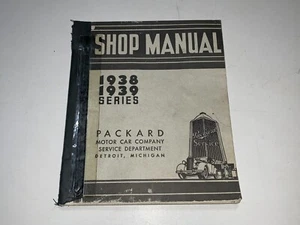 SHOP MANUAL
1938
1939
SERIES
PACKARD
MOTOR CAR COMPANY
SERVICE DEPARTMENT
DETROIT, MICHIGAN